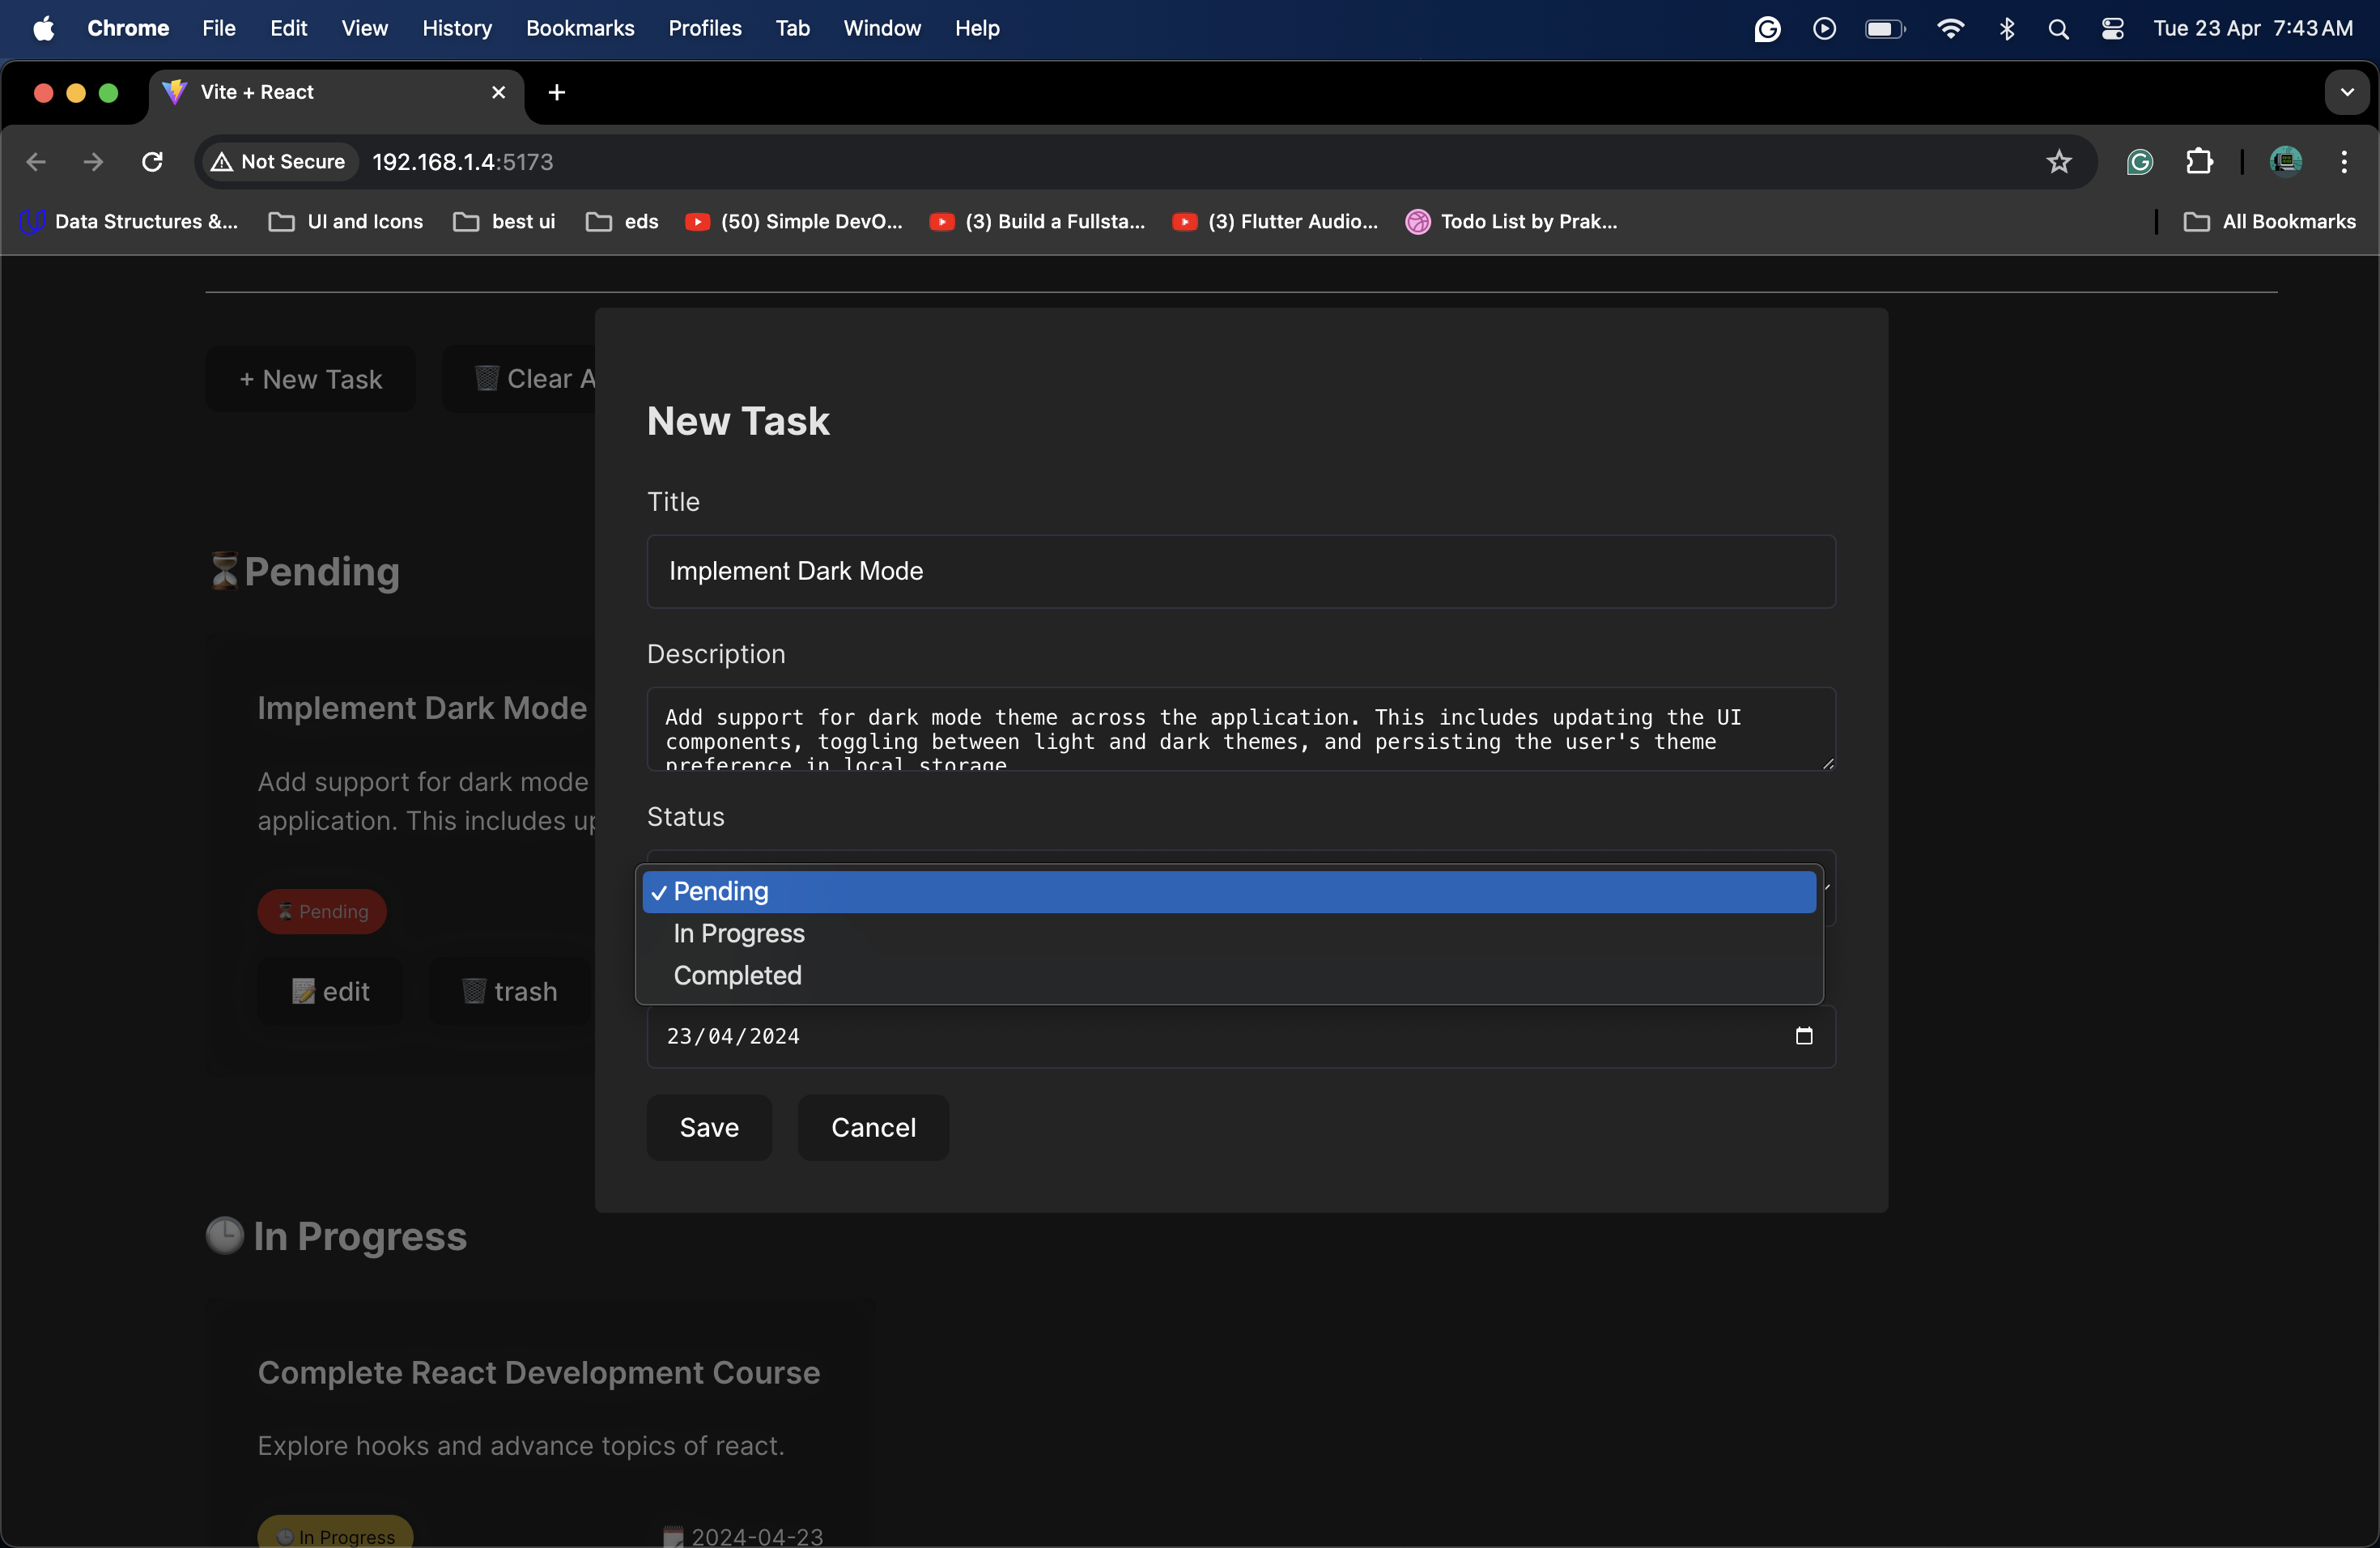 Chrome File Edit View History Bookmarks Profiles Tab Window Help
Tue 23 Apr 7:43 AM
Vite + React
Not Secure 192.168.1.4:5173
Data Structures &...
UI and Icons
best ui
eds
(50) Simple DevO...
(3) Build a Fullsta...
(3) Flutter Audio...
Todo List by Prak...
All Bookmarks
+ New Task
Clear A
Pending
Implement Dark Mode
Add support for dark mode
application. This includes up
Pending
edit
trash
New Task
Title
Implement Dark Mode
Description
Add support for dark mode theme across the application. This includes updating the UI
components, toggling between light and dark themes, and persisting the user's theme
preference in local storage
Status
✓ Pending
In Progress
Completed
23/04/2024
Save
Cancel
In Progress
Complete React Development Course
Explore hooks and advance topics of react.
In Progress
2024-04-23